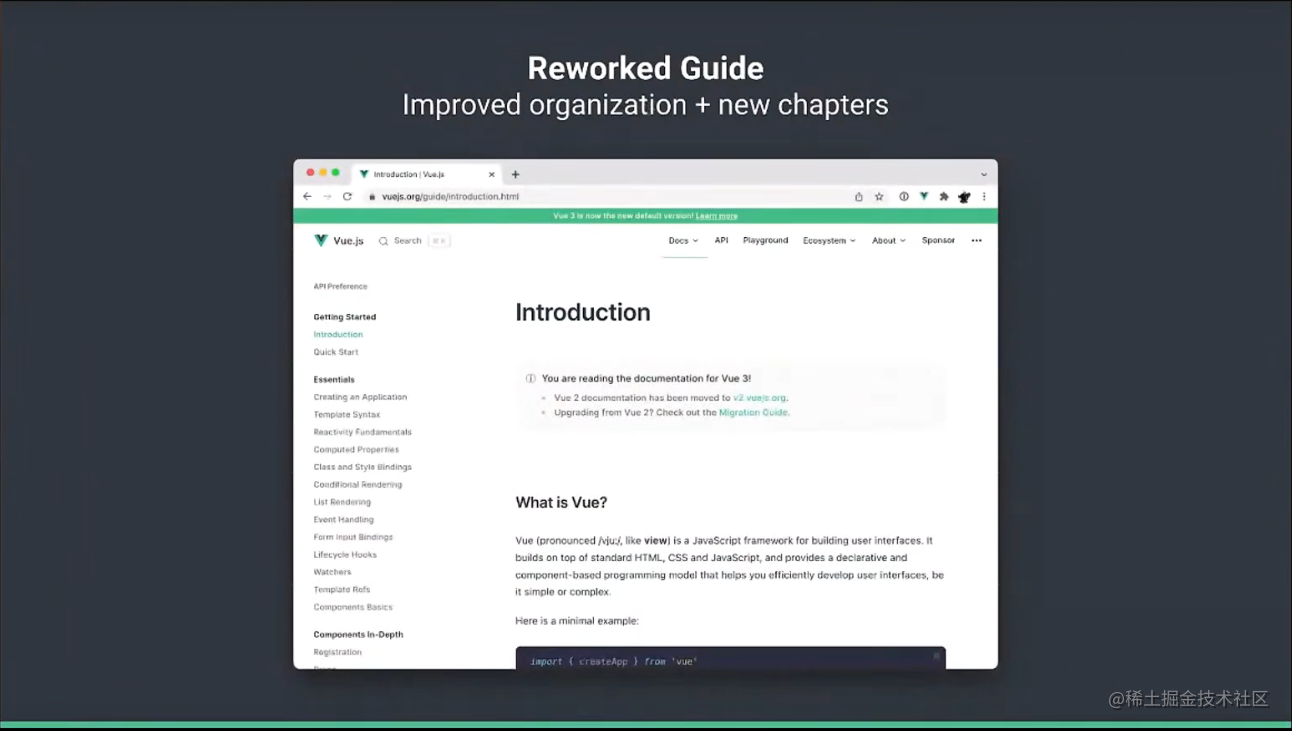 Reworked Guide
Improved organization + new chapters
Introduction | Vue.js
vuejs.org/guide/introduction.html
Vue 3 is now the new default version! Learn more
Vue.js
Search
⌘ K
Docs
API
Playground
Ecosystem
About
Sponsor
API Preference
Getting Started
Introduction
Quick Start
Essentials
Creating an Application
Template Syntax
Reactivity Fundamentals
Computed Properties
Class and Style Bindings
Conditional Rendering
List Rendering
Event Handling
Form Input Bindings
Lifecycle Hooks
Watchers
Template Refs
Components Basics
Components In-Depth
Registration
Introduction
You are reading the documentation for Vue 3!
Vue 2 documentation has been moved to v2.vuejs.org.
Upgrading from Vue 2? Check out the Migration Guide.
What is Vue?
Vue (pronounced /vjuː/, like view) is a JavaScript framework for building user interfaces. It
builds on top of standard HTML, CSS and JavaScript, and provides a declarative and
component-based programming model that helps you efficiently develop user interfaces, be
it simple or complex.
Here is a minimal example:
import { createApp } from 'vue'
@稀土掘金技术社区